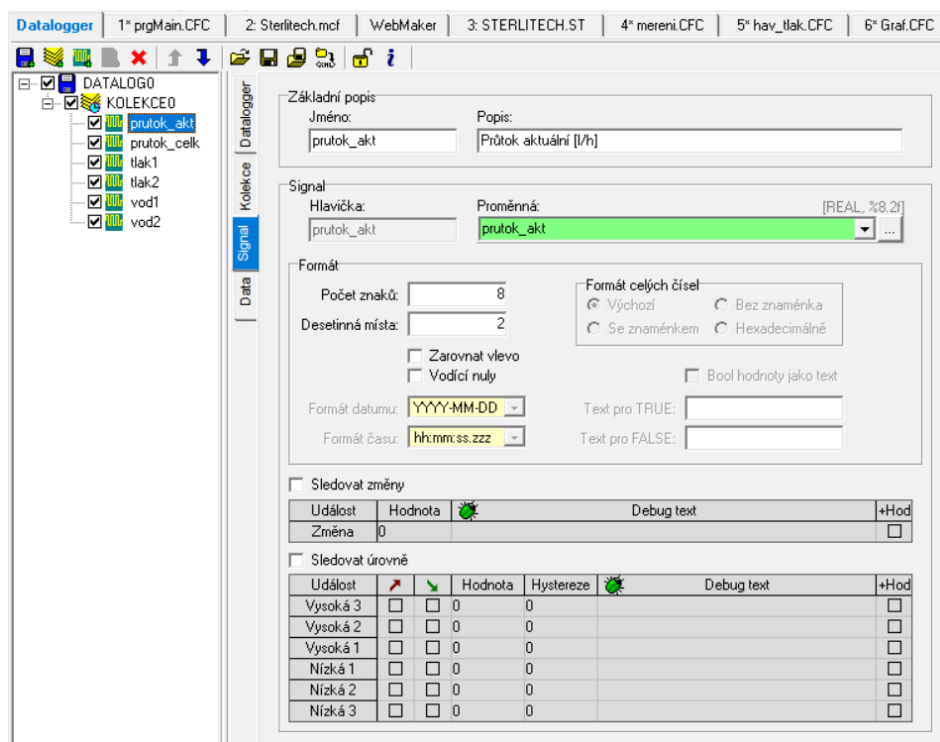 Datalogger 1* prgMain.CFC 2: Sterlitech.mcf WebMaker 3: STERLITECH.ST 4* mereni.CFC 5* hav_tlak.CFC 6* Graf.CFC
DATALOG0
KOLEKCE0
prutok_akt
prutok_celk
tlak1
tlak2
vod1
vod2
Datalogger
Kolekce
Signal
Data
Základní popis
Jméno: Popis:
prutok_akt Průtok aktuální [l/h]
Signal
Hlavička: Proměnná: [REAL, %8.2f]
prutok_akt prutok_akt ...
Formát
Počet znaků: 8
Desetinná místa: 2
Formát celých čísel
Výchozí Bez znaménka
Se znaménkem Hexadecimálně
Zarovnat vlevo
Vodící nuly Bool hodnoty jako text
Formát datumu: YYYY-MM-DD Text pro TRUE:
Formát času: hh:mm:ss.zzz Text pro FALSE:
Sledovat změny
Událost Hodnota Debug text +Hod
Změna 0
Sledovat úrovně
Událost Hodnota Hystereze Debug text +Hod
Vysoká 3 0 0
Vysoká 2 0 0
Vysoká 1 0 0
Nízká 1 0 0
Nízká 2 0 0
Nízká 3 0 0